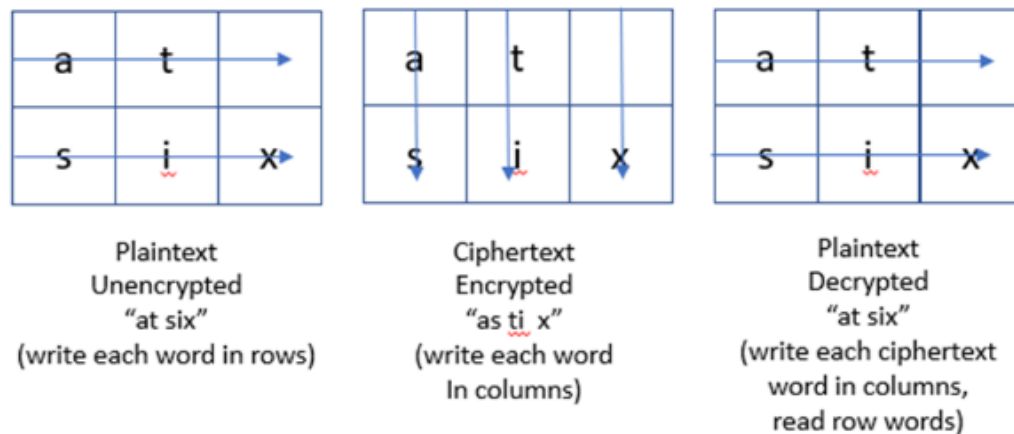 a t
s i x
Plaintext
Unencrypted
“at six”
(write each word in rows)
a t
s i x
Ciphertext
Encrypted
“as ti  x”
(write each word
In columns)
a t
s i x
Plaintext
Decrypted
“at six”
(write each ciphertext
word in columns,
read row words)